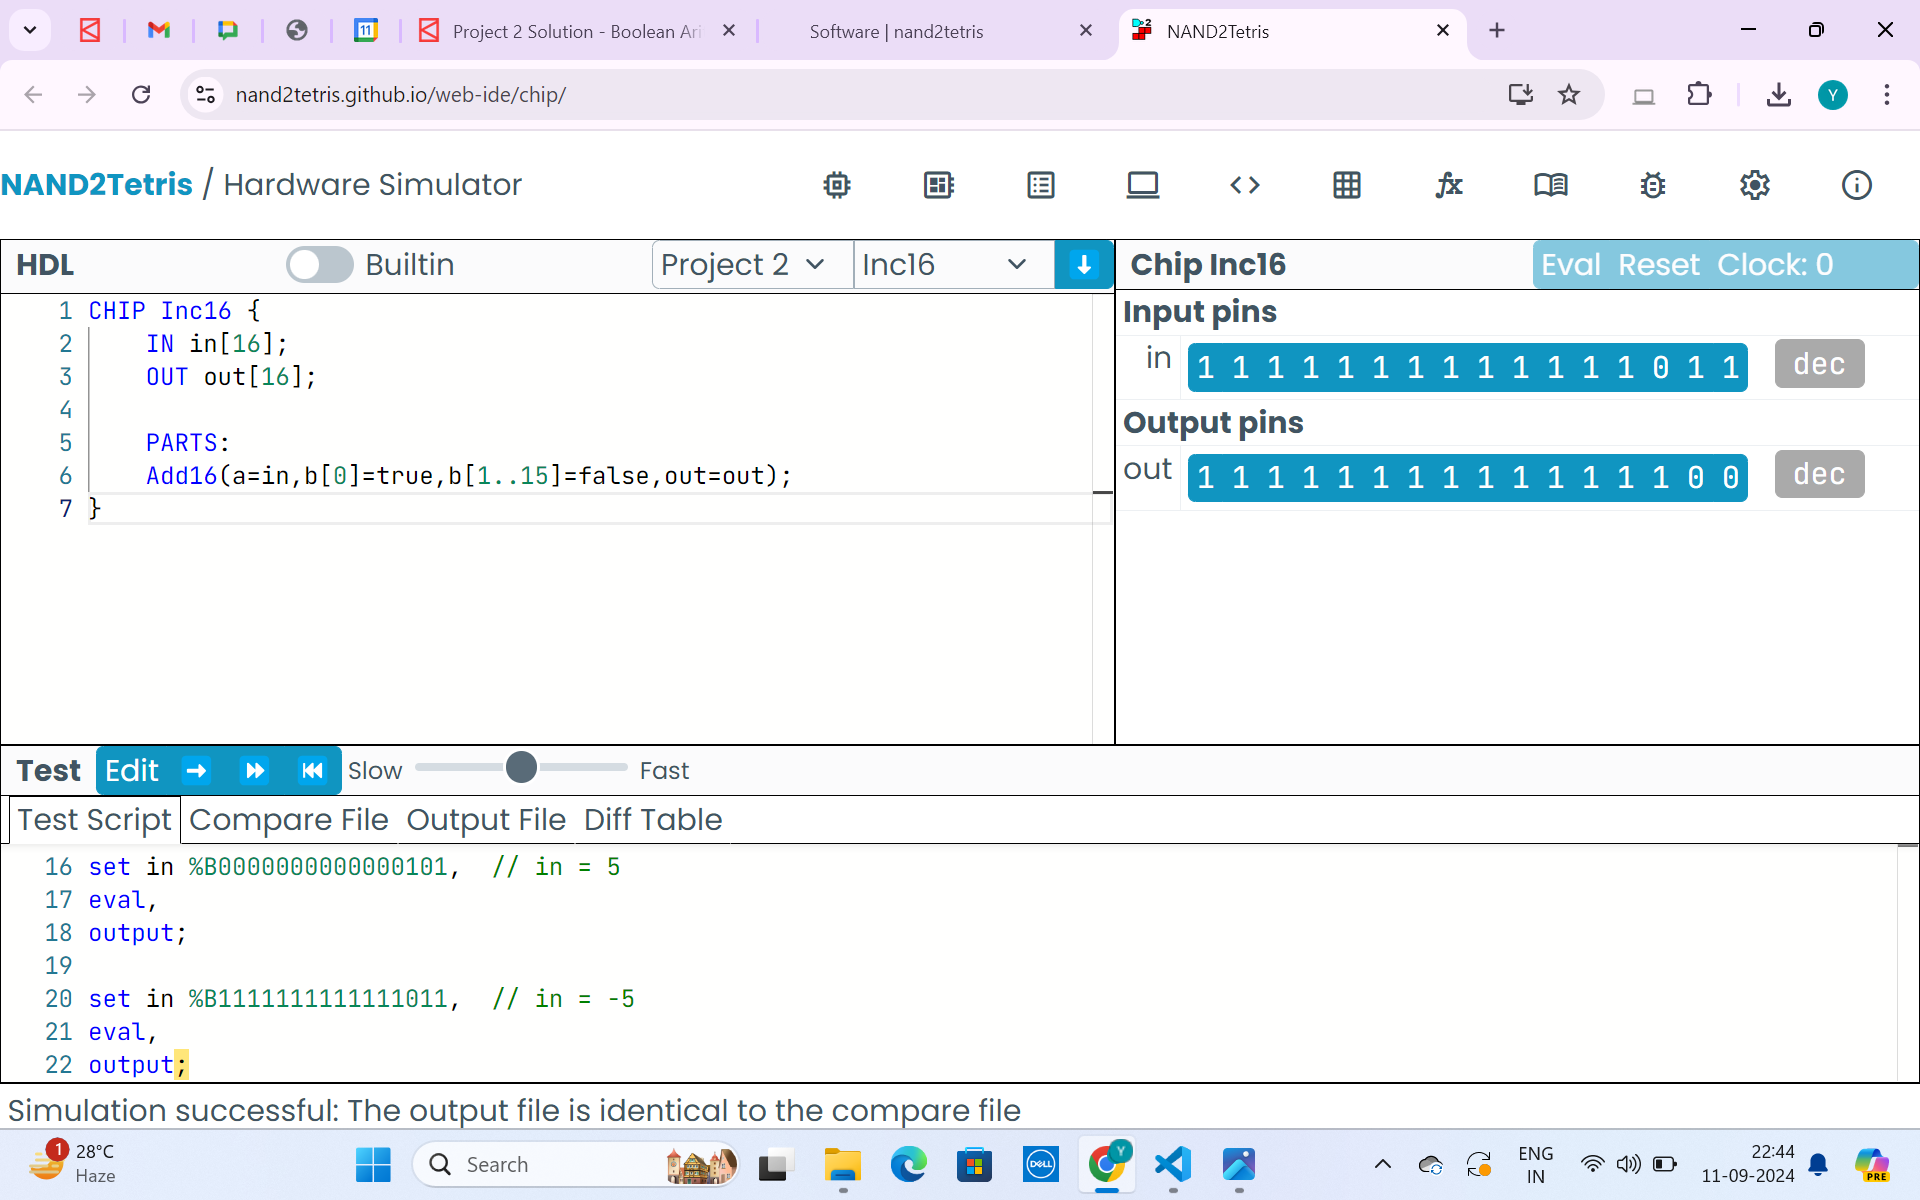 11
Project 2 Solution - Boolean Ari
Software | nand2tetris
NAND2Tetris
nand2tetris.github.io/web-ide/chip/
Y
NAND2Tetris / Hardware Simulator
HDL
Builtin
Project 2
Inc16
Chip Inc16
Eval Reset Clock: 0
1 CHIP Inc16 {
2 IN in[16];
3 OUT out[16];
4
5 PARTS:
6 Add16(a=in,b[0]=true,b[1..15]=false,out=out);
7 }
Input pins
in 1 1 1 1 1 1 1 1 1 1 1 1 1 0 1 1 dec
Output pins
out 1 1 1 1 1 1 1 1 1 1 1 1 1 1 0 0 dec
Test Edit Slow Fast
Test Script Compare File Output File Diff Table
16 set in %B0000000000000101, // in = 5
17 eval,
18 output;
19
20 set in %B1111111111111011, // in = -5
21 eval,
22 output;
Simulation successful: The output file is identical to the compare file
1
28°C
Haze
Search
DELL
Y
ENG
IN
22:44
11-09-2024
PRE